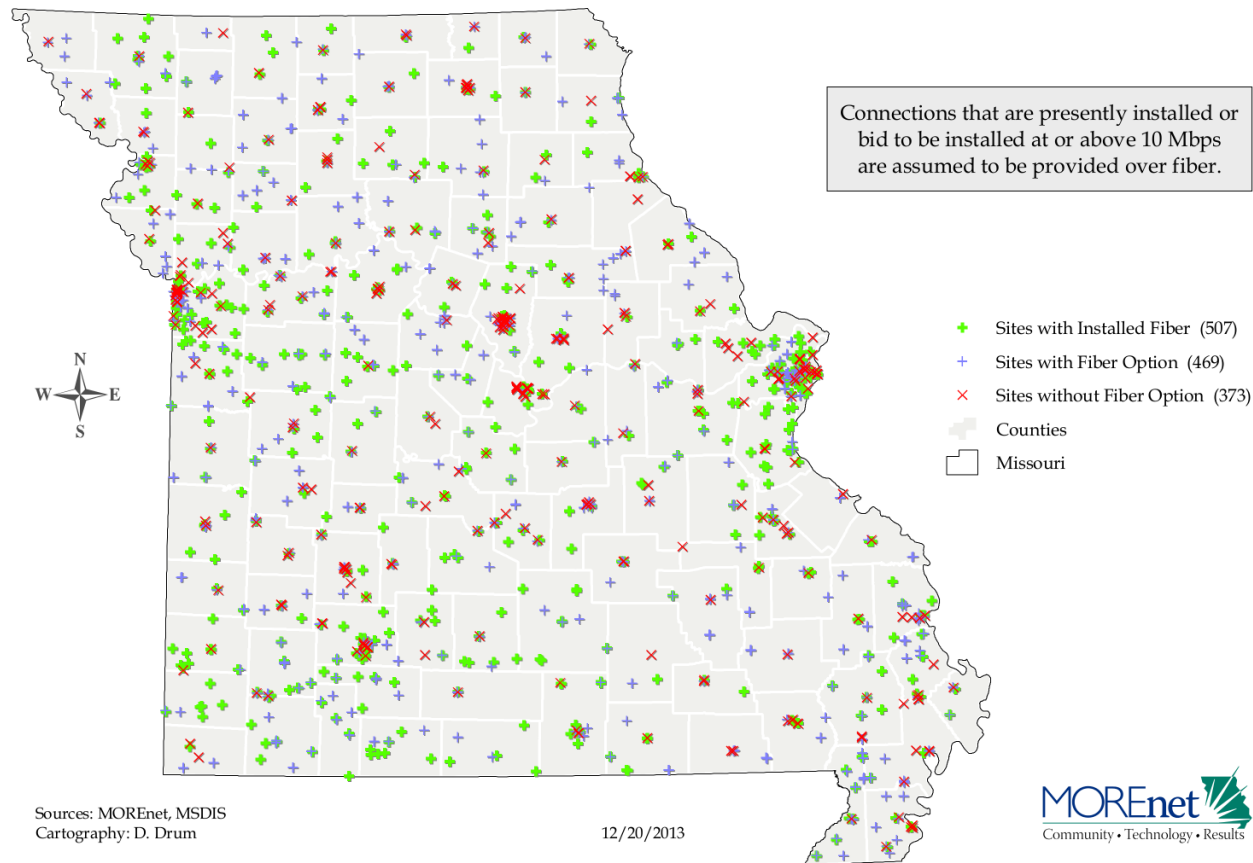 Connections that are presently installed or
bid to be installed at or above 10 Mbps
are assumed to be provided over fiber.
Sites with Installed Fiber (507)
Sites with Fiber Option (469)
Sites without Fiber Option (373)
Counties
Missouri
N
W E
S
Sources: MOREnet, MSDIS
Cartography: D. Drum
12/20/2013
MOREnet
Community • Technology • Results